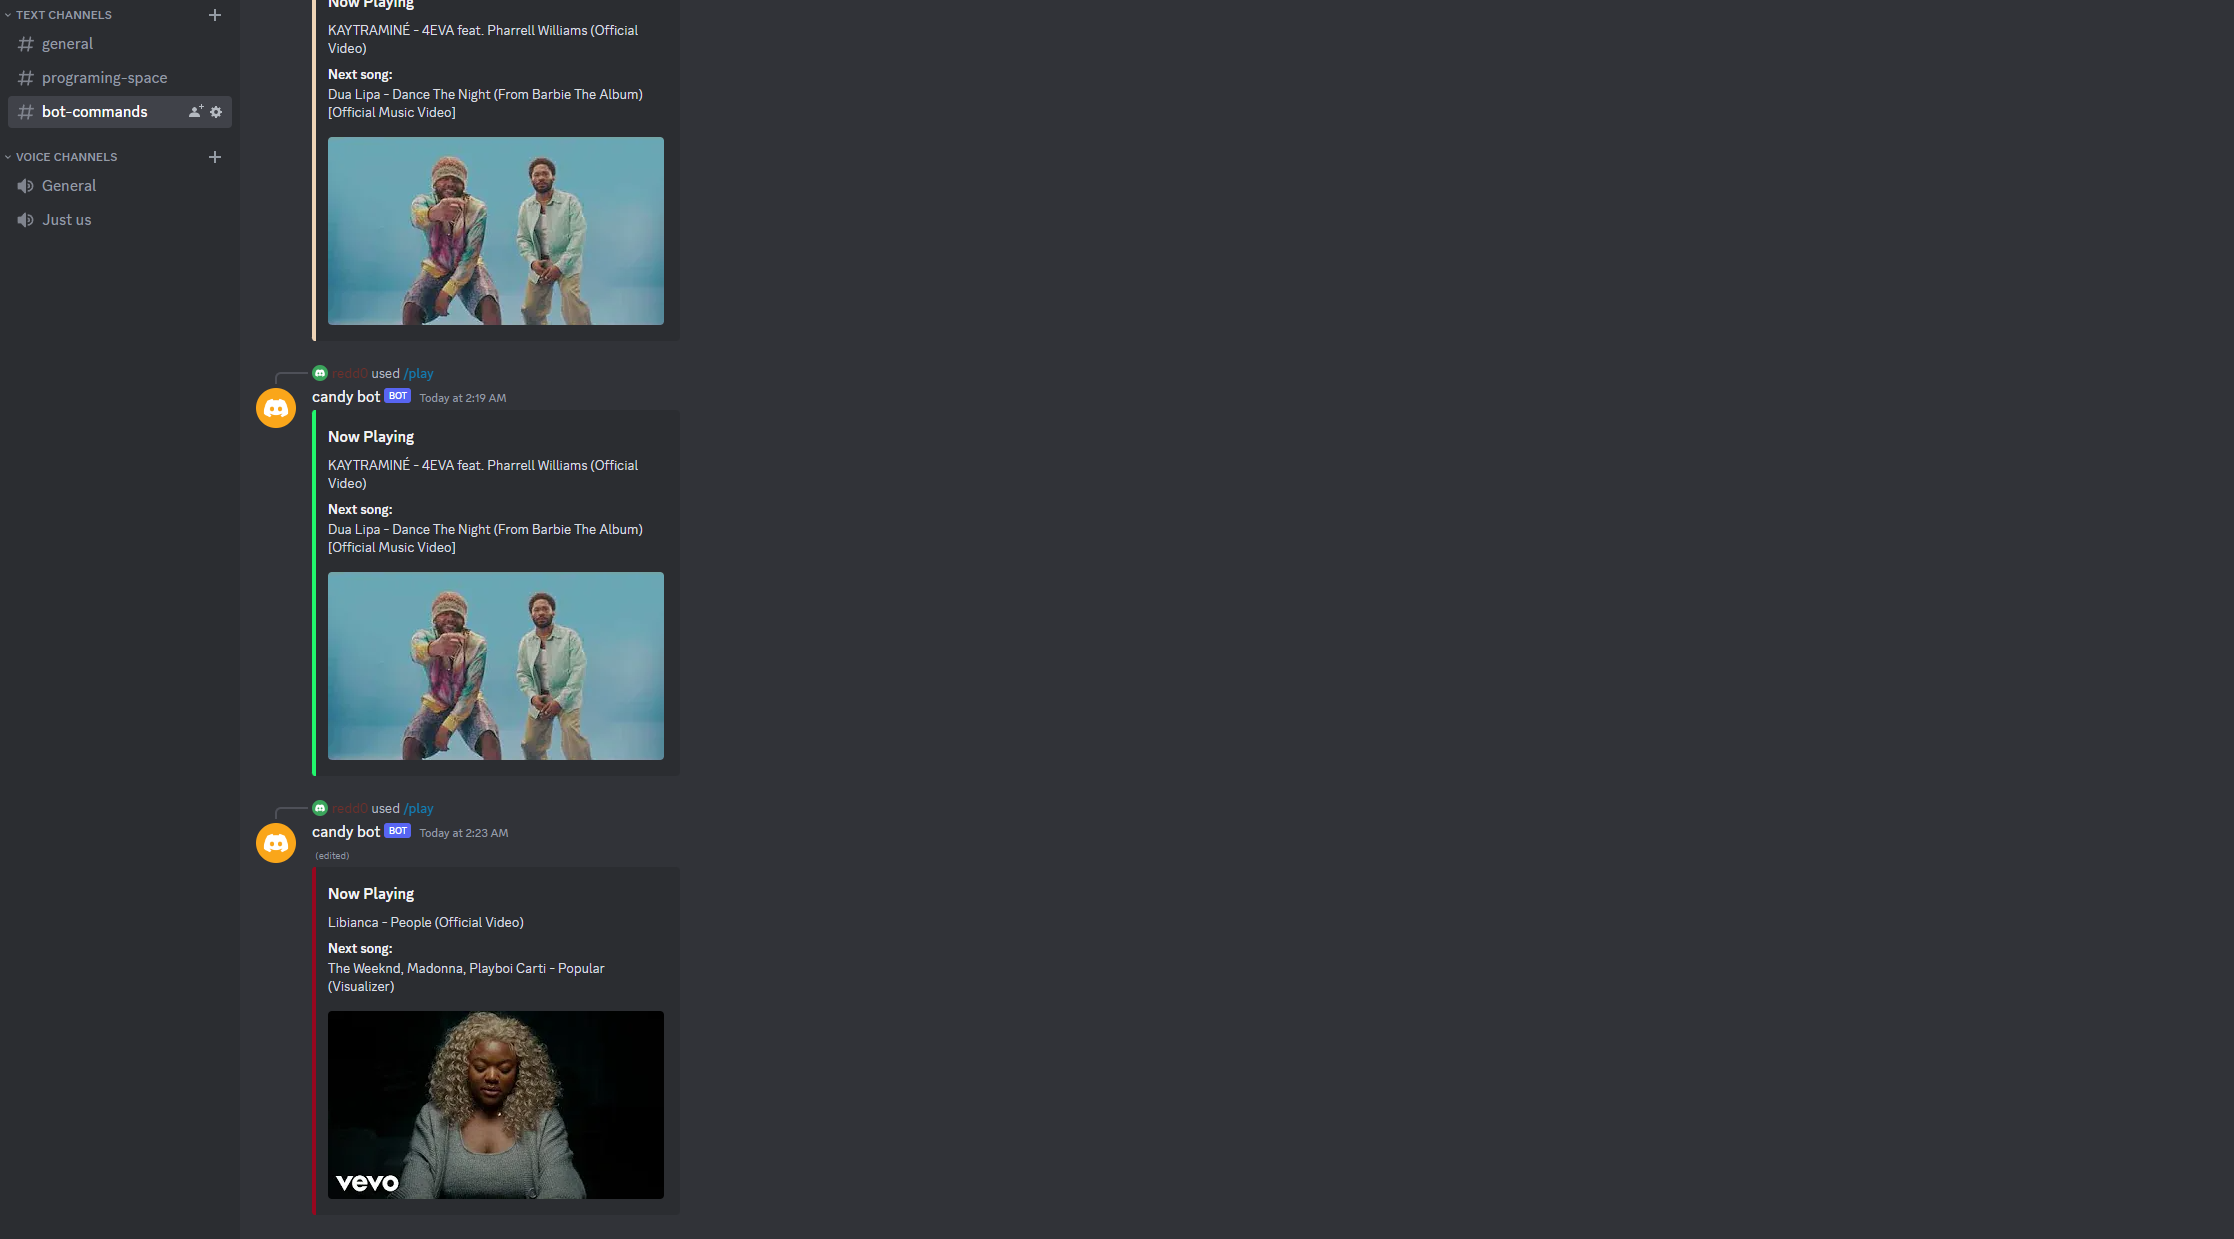 TEXT CHANNELS
general
programing-space
bot-commands
VOICE CHANNELS
General
Just us
Now Playing
KAYTRAMINÉ - 4EVA feat. Pharrell Williams (Official
Video)
Next song:
Dua Lipa - Dance The Night (From Barbie The Album)
[Official Music Video]
redd0 used /play
candy bot BOT Today at 2:19 AM
Now Playing
KAYTRAMINÉ - 4EVA feat. Pharrell Williams (Official
Video)
Next song:
Dua Lipa - Dance The Night (From Barbie The Album)
[Official Music Video]
redd0 used /play
candy bot BOT Today at 2:23 AM
(edited)
Now Playing
Libianca - People (Official Video)
Next song:
The Weeknd, Madonna, Playboi Carti - Popular
(Visualizer)
vevo